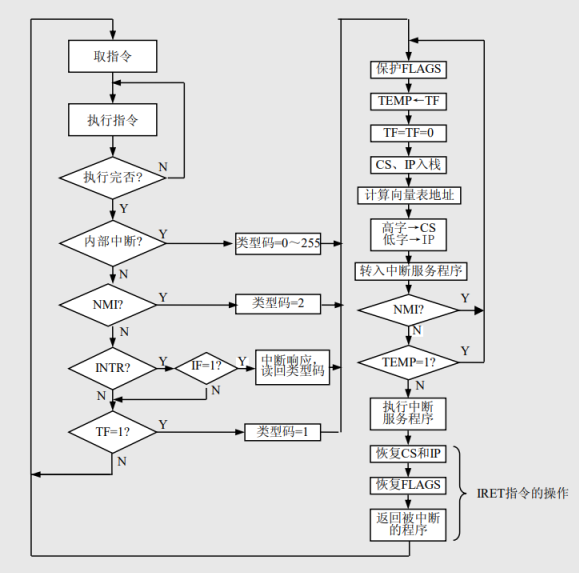 取指令
执行指令
执行完否?
N
Y
内部中断?
Y
类型码=0～255
N
NMI?
Y
类型码=2
N
INTR?
Y
IF=1?
Y
中断响应,
读回类型码
N
N
TF=1?
Y
类型码=1
N
保护FLAGS
TEMP←TF
TF=TF=0
CS、IP入栈
计算向量表地址
高字→CS
低字→IP
转入中断服务程序
NMI?
Y
N
TEMP=1?
Y
N
执行中断
服务程序
恢复CS和IP
恢复FLAGS
返回被中断
的程序
IRET指令的操作